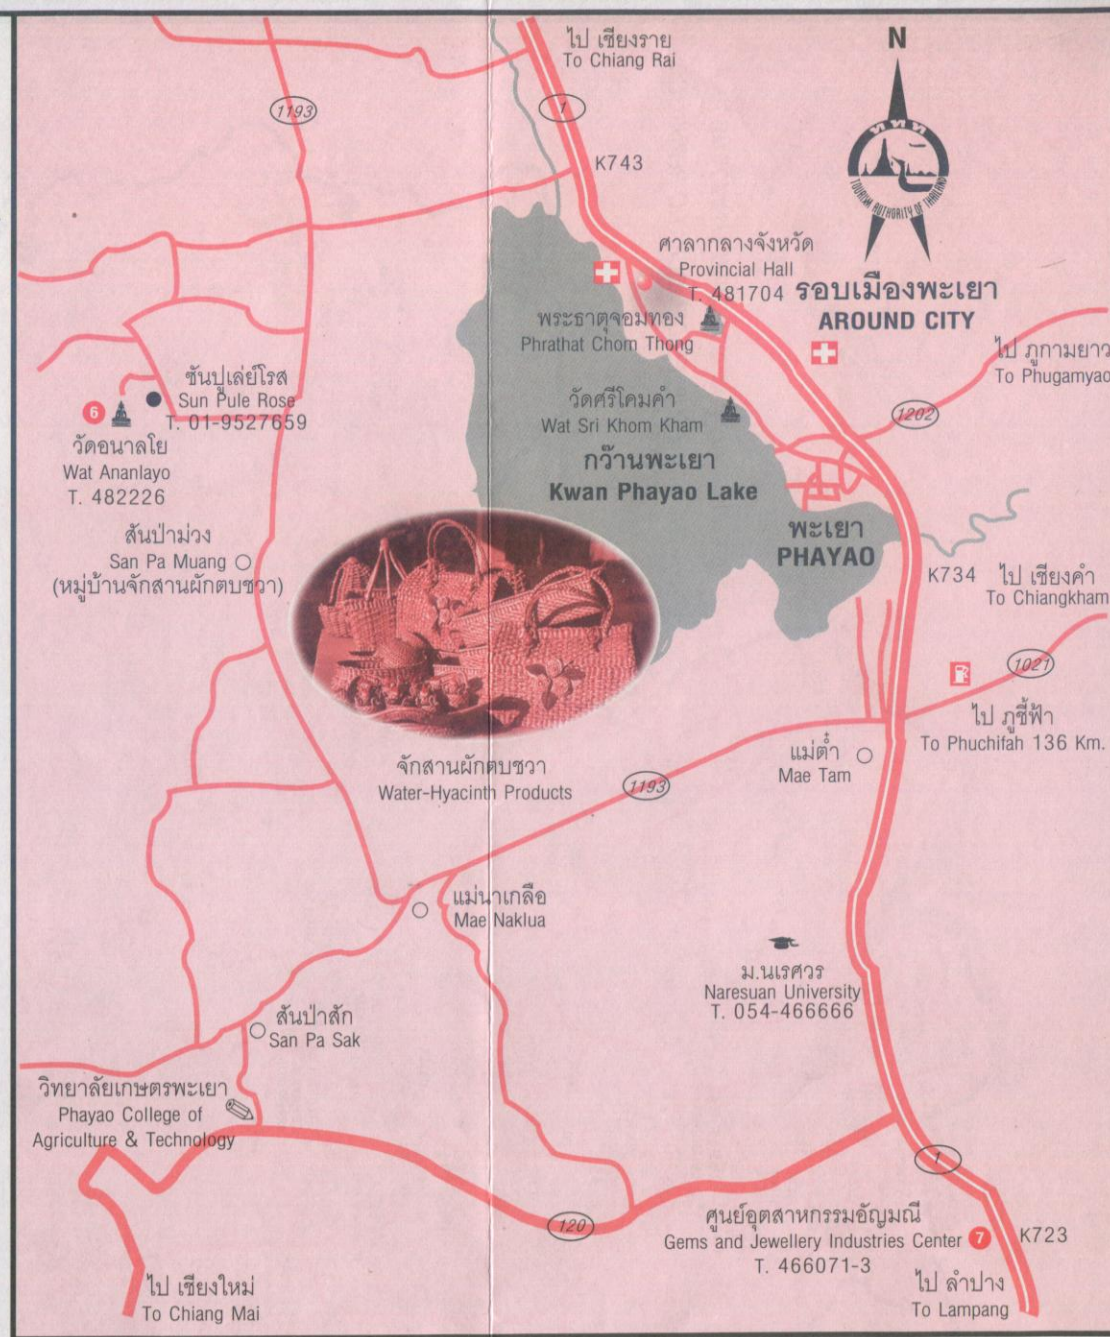 ไป เชียงราย
To Chiang Rai
N
1193
1
K743
ททท
TOURISM AUTHORITY OF THAILAND
ศาลากลางจังหวัด
Provincial Hall
T. 481704
รอบเมืองพะเยา
AROUND CITY
พระธาตุจอมทอง
Phrathat Chom Thong
ไป ภูกามยาว
To Phugamyao
ซันปูเล่ย์โรส
Sun Pule Rose
T. 01-9527659
6
วัดอนาลโย
Wat Ananlayo
T. 482226
วัดศรีโคมคำ
Wat Sri Khom Kham
1202
กว๊านพะเยา
Kwan Phayao Lake
สันป่าม่วง
San Pa Muang
(หมู่บ้านจักสานผักตบชวา)
พะเยา
PHAYAO
K734
ไป เชียงคำ
To Chiangkham
1021
ไป ภูชี้ฟ้า
To Phuchifah 136 Km.
แม่ต๋ำ
Mae Tam
จักสานผักตบชวา
Water-Hyacinth Products
1193
แม่นาเกลือ
Mae Naklua
ม.นเรศวร
Naresuan University
T. 054-466666
สันป่าสัก
San Pa Sak
วิทยาลัยเกษตรพะเยา
Phayao College of
Agriculture & Technology
1
120
ศูนย์อุตสาหกรรมอัญมณี
Gems and Jewellery Industries Center 7
T. 466071-3
K723
ไป เชียงใหม่
To Chiang Mai
ไป ลำปาง
To Lampang